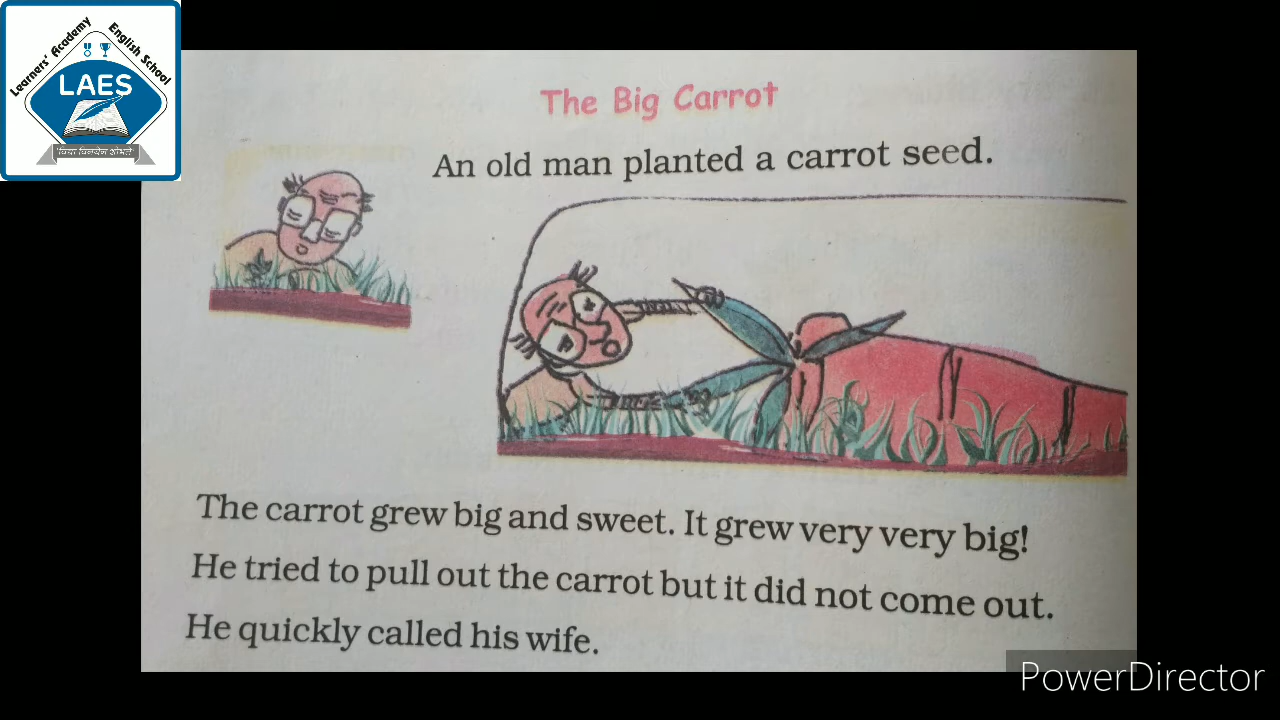 Learners' Academy English School
LAES
विद्या विनयेन शोभते
The Big Carrot
An old man planted a carrot seed.
The carrot grew big and sweet. It grew very very big!
He tried to pull out the carrot but it did not come out.
He quickly called his wife.
PowerDirector